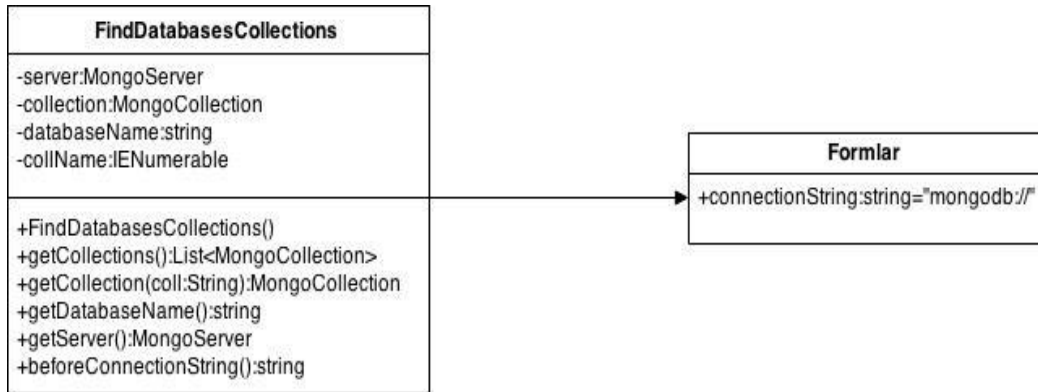 FindDatabasesCollections
-server:MongoServer
-collection:MongoCollection
-databaseName:string
-collName:IENumerable
+FindDatabasesCollections()
+getCollections():List<MongoCollection>
+getCollection(coll:String):MongoCollection
+getDatabaseName():string
+getServer():MongoServer
+beforeConnectionString():string
Formlar
+connectionString:string="mongodb://"